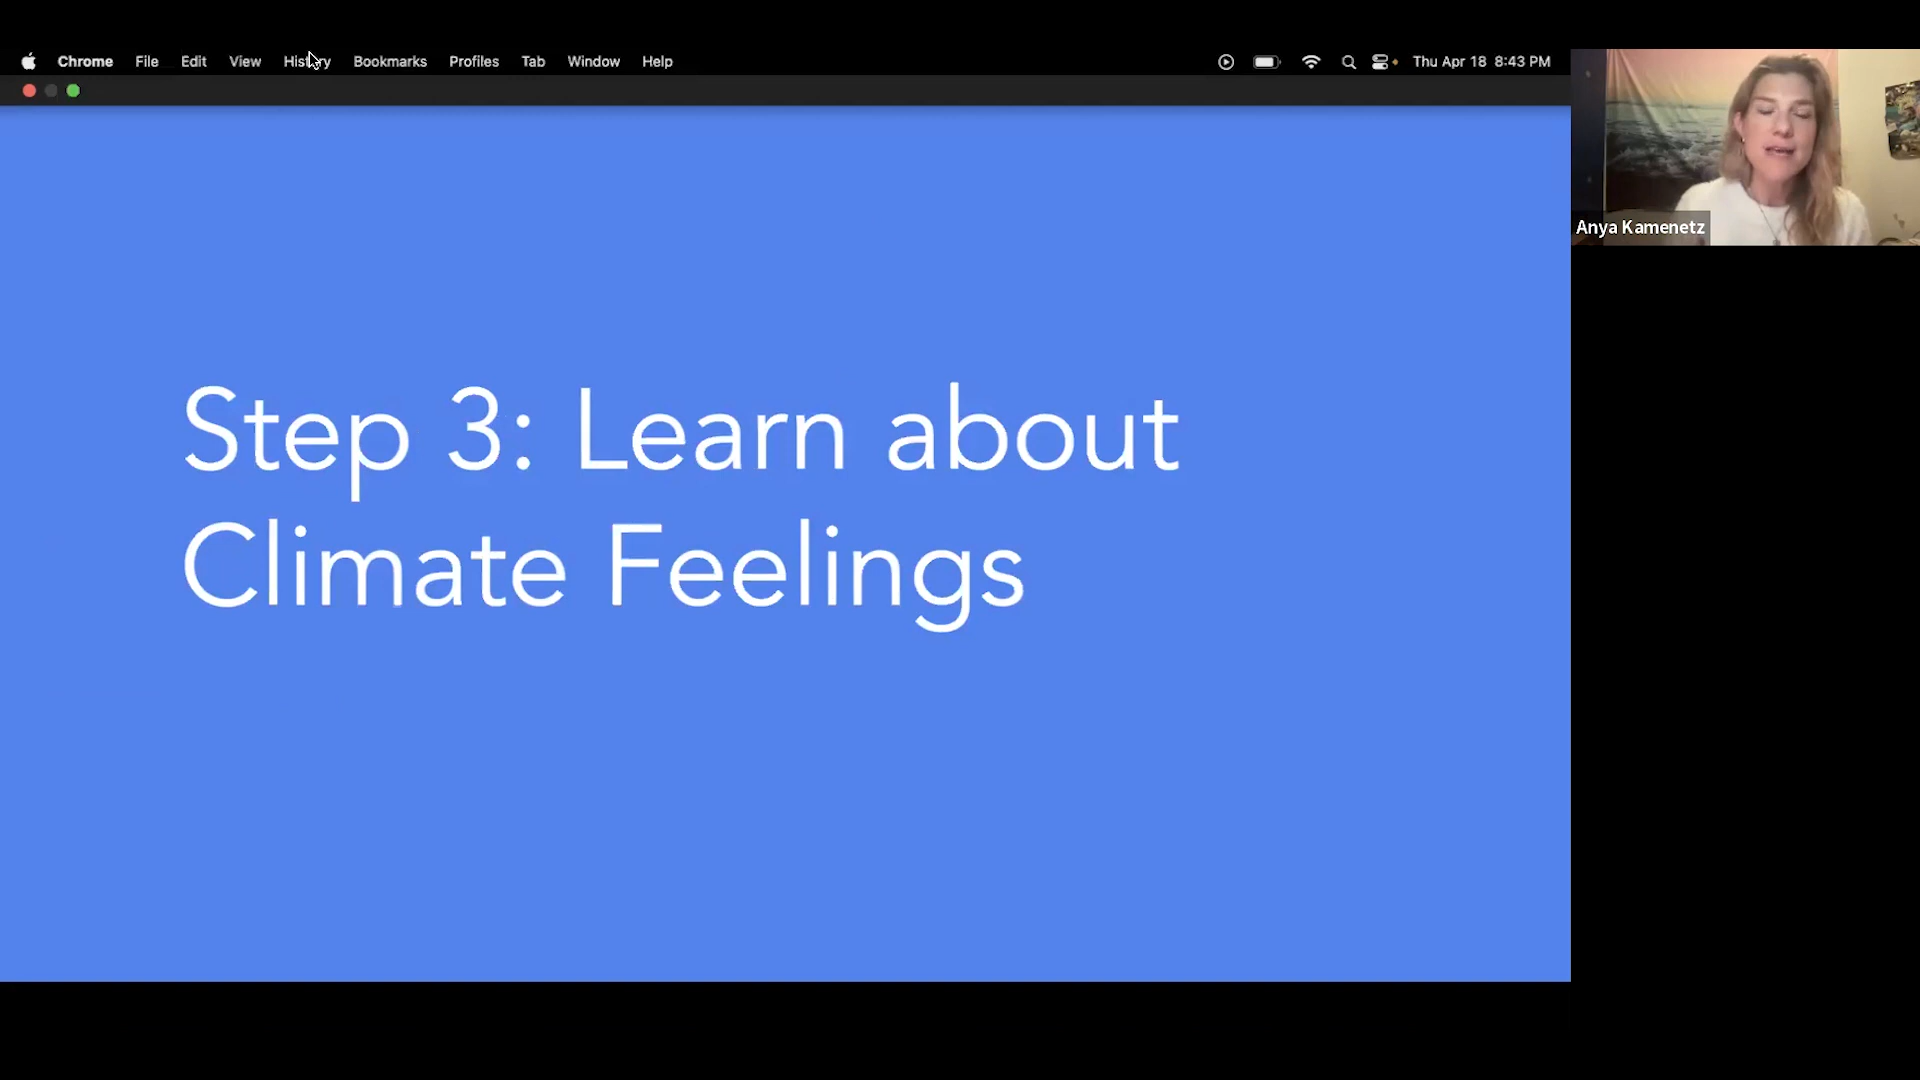 Chrome File Edit View History Bookmarks Profiles Tab Window Help Thu Apr 18 8:43 PM
Step 3: Learn about
Climate Feelings
Anya Kamenetz